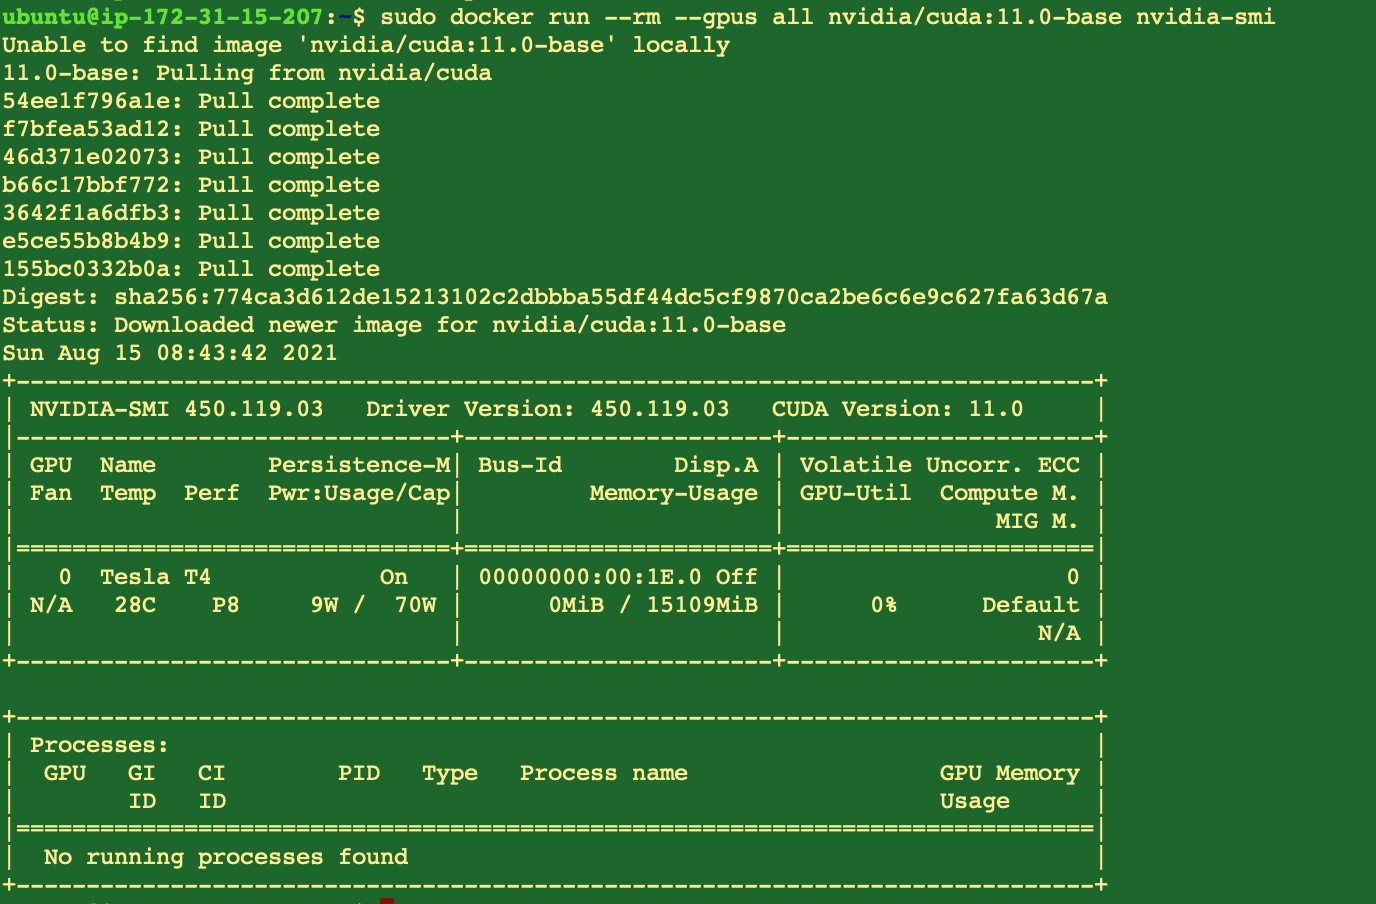 ubuntu@ip-172-31-15-207:~$ sudo docker run --rm --gpus all nvidia/cuda:11.0-base nvidia-smi
Unable to find image 'nvidia/cuda:11.0-base' locally
11.0-base: Pulling from nvidia/cuda
54ee1f796a1e: Pull complete
f7bfea53ad12: Pull complete
46d371e02073: Pull complete
b66c17bbf772: Pull complete
3642f1a6dfb3: Pull complete
e5ce55b8b4b9: Pull complete
155bc0332b0a: Pull complete
Digest: sha256:774ca3d612de15213102c2dbbba55df44dc5cf9870ca2be6c6e9c627fa63d67a
Status: Downloaded newer image for nvidia/cuda:11.0-base
Sun Aug 15 08:43:42 2021
+-----------------------------------------------------------------------------+
| NVIDIA-SMI 450.119.03   Driver Version: 450.119.03   CUDA Version: 11.0     |
|-------------------------------+----------------------+----------------------+
| GPU  Name        Persistence-M| Bus-Id        Disp.A | Volatile Uncorr. ECC |
| Fan  Temp  Perf  Pwr:Usage/Cap|         Memory-Usage | GPU-Util  Compute M. |
|                               |                      |               MIG M. |
|===============================+======================+======================|
|   0  Tesla T4            On   | 00000000:00:1E.0 Off |                    0 |
| N/A   28C    P8     9W /  70W |      0MiB / 15109MiB |      0%      Default |
|                               |                      |                  N/A |
+-------------------------------+----------------------+----------------------+
+-----------------------------------------------------------------------------+
| Processes:                                                                  |
|  GPU   GI   CI        PID   Type   Process name                  GPU Memory |
|        ID   ID                                                   Usage      |
|=============================================================================|
|  No running processes found                                                 |
+-----------------------------------------------------------------------------+